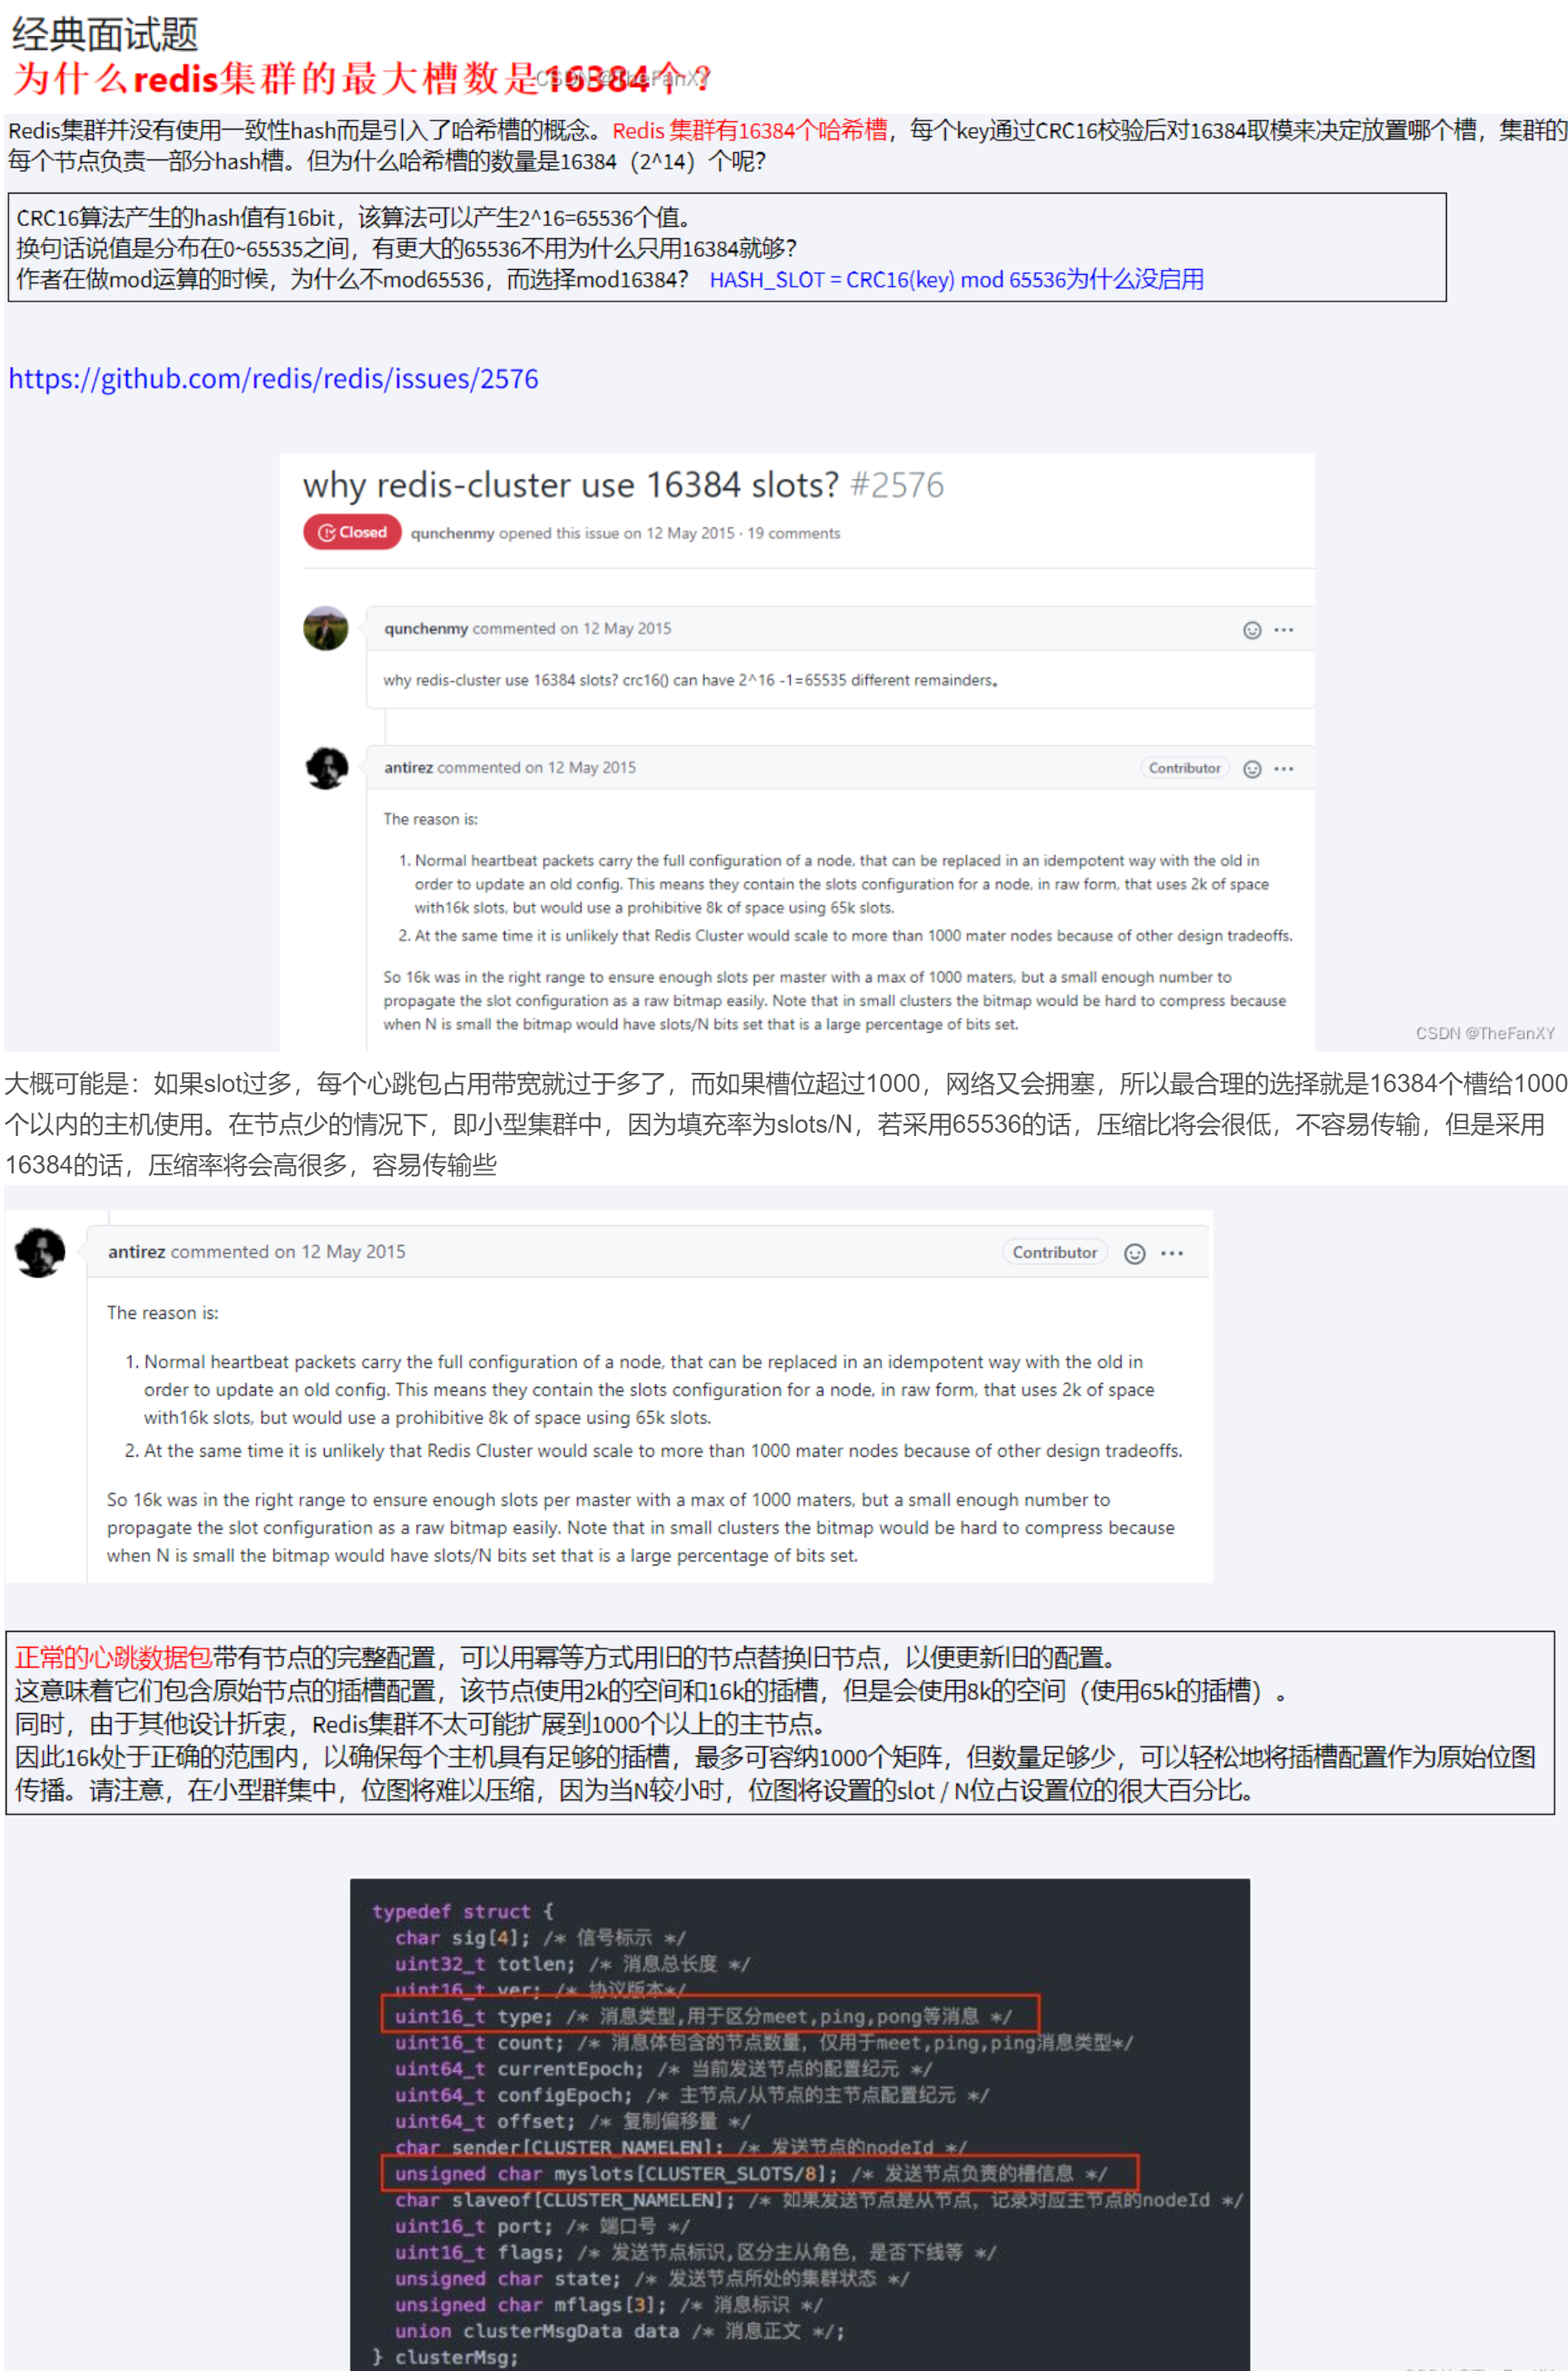 经典面试题
为什么redis集群的最大槽数是16384个？
CSDN @TheFanXY
Redis集群并没有使用一致性hash而是引入了哈希槽的概念。Redis 集群有16384个哈希槽，每个key通过CRC16校验后对16384取模来决定放置哪个槽，集群的
每个节点负责一部分hash槽。但为什么哈希槽的数量是16384（2^14）个呢？
CRC16算法产生的hash值有16bit，该算法可以产生2^16=65536个值。
换句话说值是分布在0~65535之间，有更大的65536不用为什么只用16384就够？
作者在做mod运算的时候，为什么不mod65536，而选择mod16384？ HASH_SLOT = CRC16(key) mod 65536为什么没启用
https://github.com/redis/redis/issues/2576
why redis-cluster use 16384 slots? #2576
Closed qunchenmy opened this issue on 12 May 2015 · 19 comments
qunchenmy commented on 12 May 2015
why redis-cluster use 16384 slots? crc16() can have 2^16 -1=65535 different remainders。
antirez commented on 12 May 2015 Contributor
The reason is:
1. Normal heartbeat packets carry the full configuration of a node, that can be replaced in an idempotent way with the old in
order to update an old config. This means they contain the slots configuration for a node, in raw form, that uses 2k of space
with16k slots, but would use a prohibitive 8k of space using 65k slots.
2. At the same time it is unlikely that Redis Cluster would scale to more than 1000 mater nodes because of other design tradeoffs.
So 16k was in the right range to ensure enough slots per master with a max of 1000 maters, but a small enough number to
propagate the slot configuration as a raw bitmap easily. Note that in small clusters the bitmap would be hard to compress because
when N is small the bitmap would have slots/N bits set that is a large percentage of bits set.
CSDN @TheFanXY
大概可能是：如果slot过多，每个心跳包占用带宽就过于多了，而如果槽位超过1000，网络又会拥塞，所以最合理的选择就是16384个槽给1000
个以内的主机使用。在节点少的情况下，即小型集群中，因为填充率为slots/N，若采用65536的话，压缩比将会很低，不容易传输，但是采用
16384的话，压缩率将会高很多，容易传输些
antirez commented on 12 May 2015 Contributor
The reason is:
1. Normal heartbeat packets carry the full configuration of a node, that can be replaced in an idempotent way with the old in
order to update an old config. This means they contain the slots configuration for a node, in raw form, that uses 2k of space
with16k slots, but would use a prohibitive 8k of space using 65k slots.
2. At the same time it is unlikely that Redis Cluster would scale to more than 1000 mater nodes because of other design tradeoffs.
So 16k was in the right range to ensure enough slots per master with a max of 1000 maters, but a small enough number to
propagate the slot configuration as a raw bitmap easily. Note that in small clusters the bitmap would be hard to compress because
when N is small the bitmap would have slots/N bits set that is a large percentage of bits set.
正常的心跳数据包带有节点的完整配置，可以用幂等方式用旧的节点替换旧节点，以便更新旧的配置。
这意味着它们包含原始节点的插槽配置，该节点使用2k的空间和16k的插槽，但是会使用8k的空间（使用65k的插槽）。
同时，由于其他设计折衷，Redis集群不太可能扩展到1000个以上的主节点。
因此16k处于正确的范围内，以确保每个主机具有足够的插槽，最多可容纳1000个矩阵，但数量足够少，可以轻松地将插槽配置作为原始位图
传播。请注意，在小型群集中，位图将难以压缩，因为当N较小时，位图将设置的slot / N位占设置位的很大百分比。
typedef struct {
char sig[4]; /* 信号标示 */
uint32_t totlen; /* 消息总长度 */
uint16_t ver; /* 协议版本*/
uint16_t type; /* 消息类型,用于区分meet,ping,pong等消息 */
uint16_t count; /* 消息体包含的节点数量，仅用于meet,ping,ping消息类型*/
uint64_t currentEpoch; /* 当前发送节点的配置纪元 */
uint64_t configEpoch; /* 主节点/从节点的主节点配置纪元 */
uint64_t offset; /* 复制偏移量 */
char sender[CLUSTER_NAMELEN]; /* 发送节点的nodeId */
unsigned char myslots[CLUSTER_SLOTS/8]; /* 发送节点负责的槽信息 */
char slaveof[CLUSTER_NAMELEN]; /* 如果发送节点是从节点，记录对应主节点的nodeId */
uint16_t port; /* 端口号 */
uint16_t flags; /* 发送节点标识,区分主从角色，是否下线等 */
unsigned char state; /* 发送节点所处的集群状态 */
unsigned char mflags[3]; /* 消息标识 */
union clusterMsgData data /* 消息正文 */;
} clusterMsg;